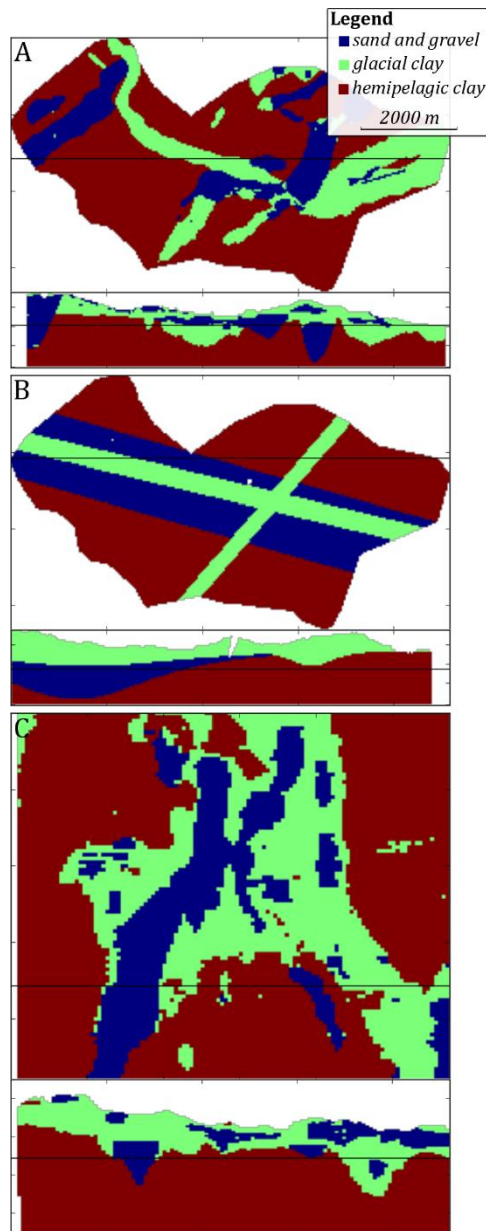 Legend
sand and gravel
glacial clay
hemipelagic clay
2000 m
A
B
C